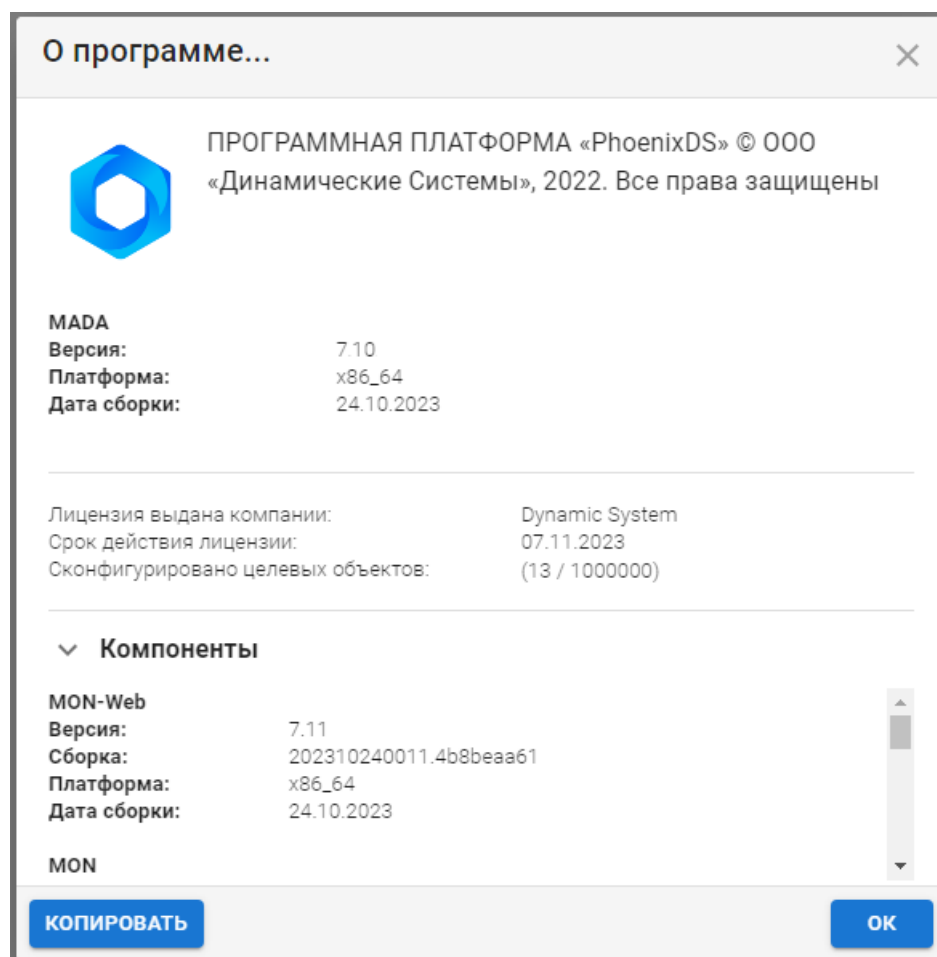 О программе...
ПРОГРАММНАЯ ПЛАТФОРМА «PhoenixDS» © ООО
«Динамические Системы», 2022. Все права защищены
MADA
Версия: 7.10
Платформа: x86_64
Дата сборки: 24.10.2023
Лицензия выдана компании: Dynamic System
Срок действия лицензии: 07.11.2023
Сконфигурировано целевых объектов: (13 / 1000000)
Компоненты
MON-Web
Версия: 7.11
Сборка: 202310240011.4b8beaa61
Платформа: x86_64
Дата сборки: 24.10.2023
MON
КОПИРОВАТЬ OK